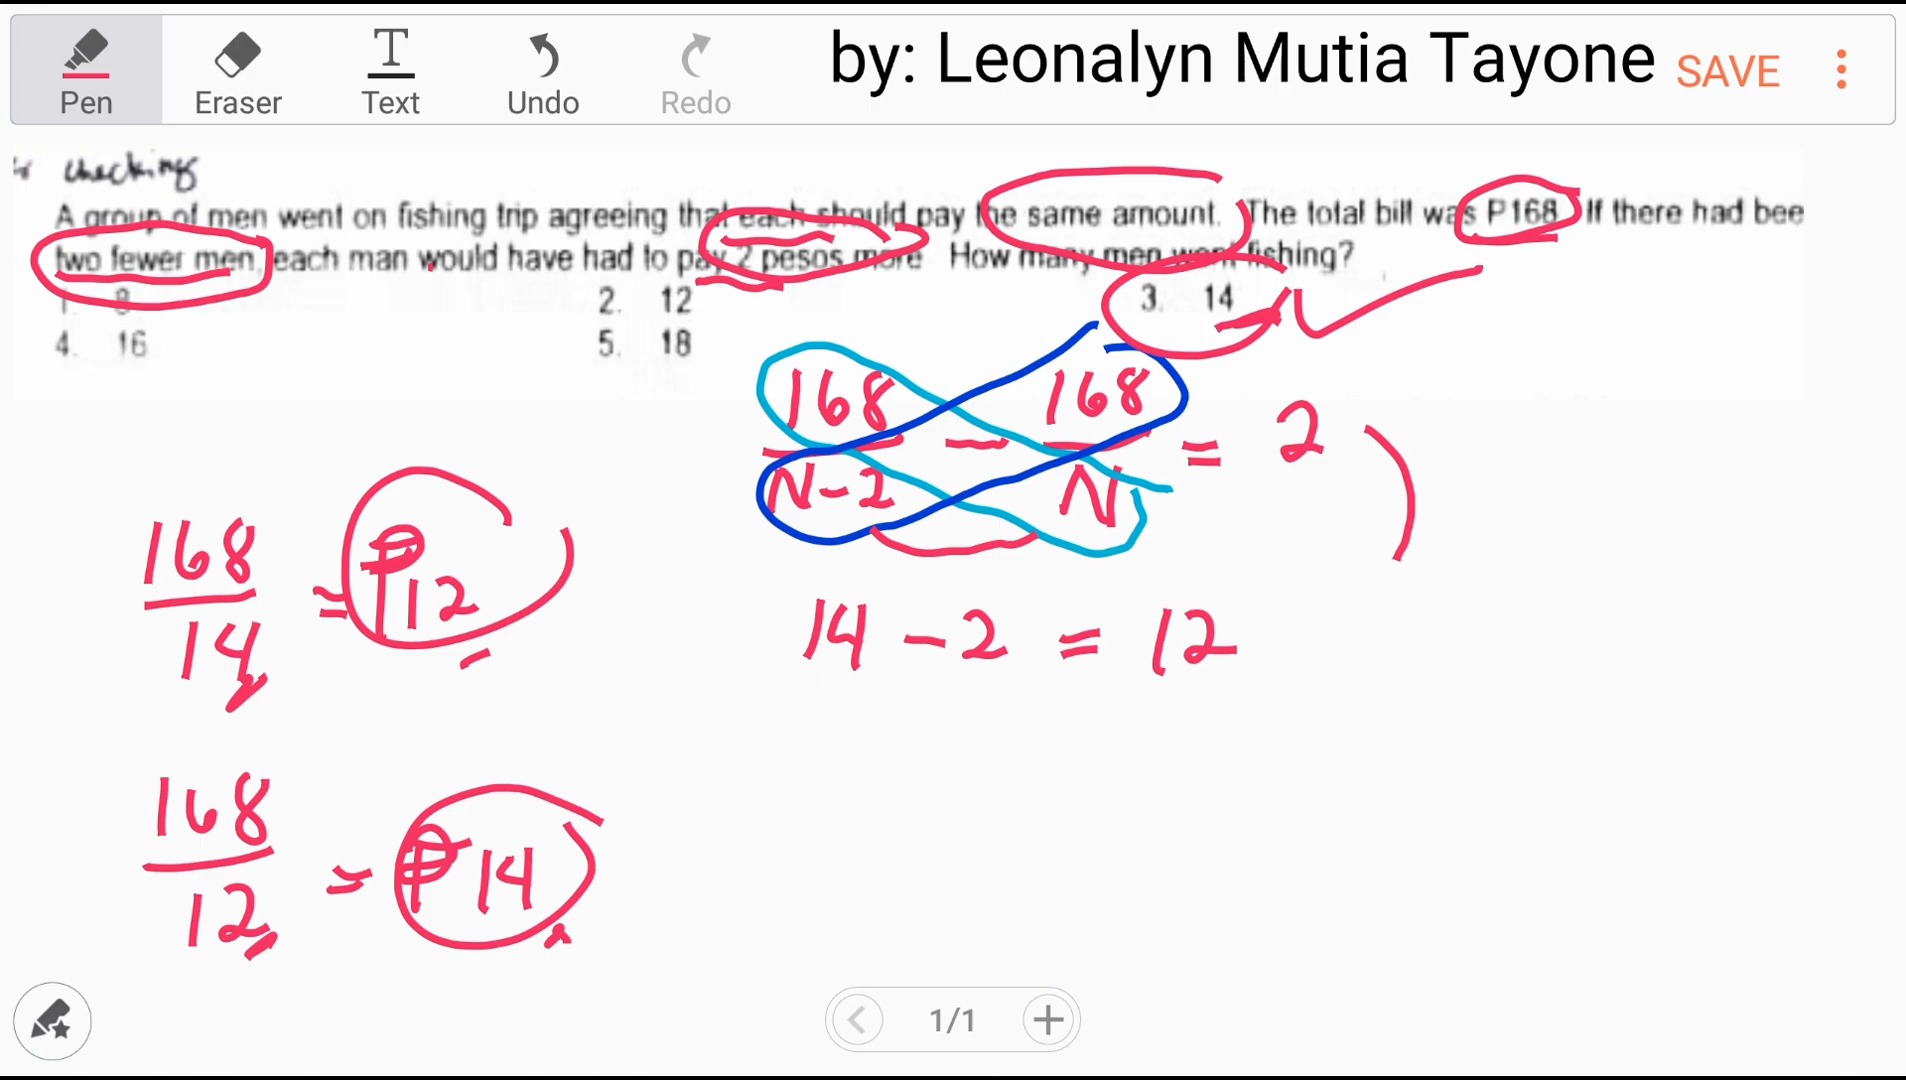 by: Leonalyn Mutia Tayone
SAVE
Pen
Eraser
Text
Undo
Redo
checking
A group of men went on fishing trip agreeing that each should pay the same amount. The total bill was P168. If there had bee
two fewer men, each man would have had to pay 2 pesos more How many men went fishing?
1. 8 2. 12 3. 14
4. 16 5. 18
168/N-2 - 168/N = 2
168/14 = ₱12
14 - 2 = 12
168/12 = ₱14
1/1